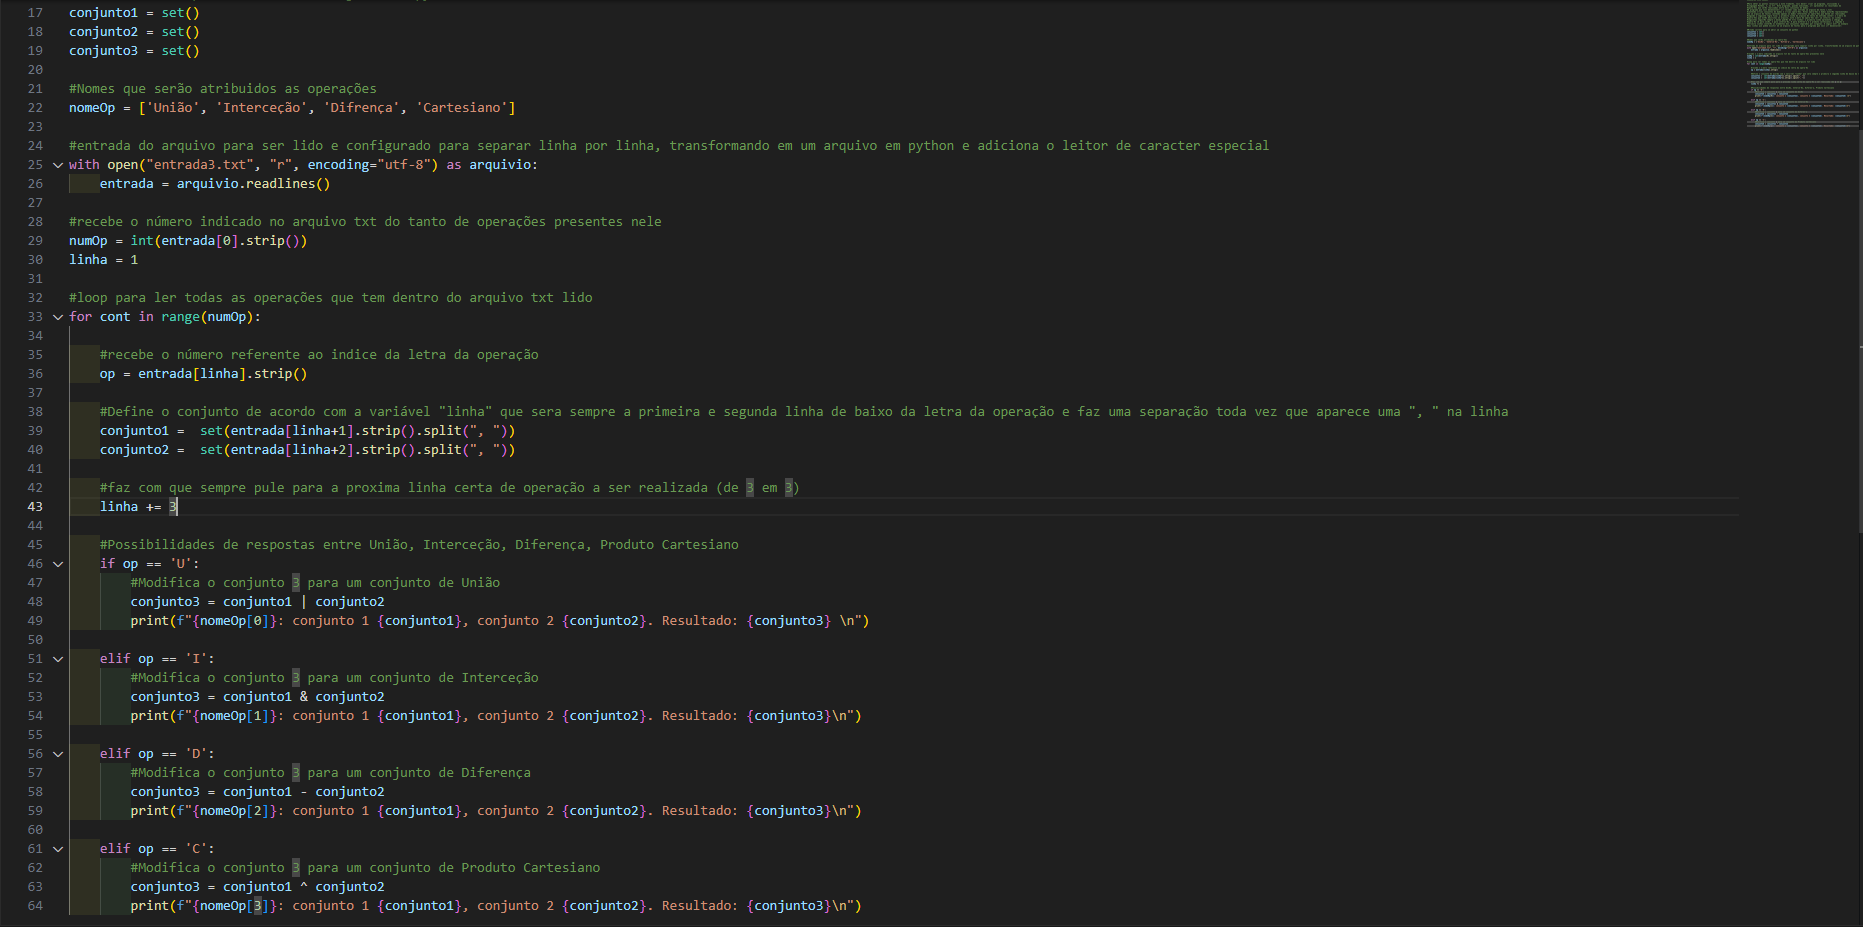 17 conjunto1 = set()
18 conjunto2 = set()
19 conjunto3 = set()
20
21 #Nomes que serão atribuidos as operações
22 nomeOp = ['União', 'Interceção', 'Difrença', 'Cartesiano']
23
24 #entrada do arquivo para ser lido e configurado para separar linha por linha, transformando em um arquivo em python e adiciona o leitor de caracter especial
25 with open("entrada3.txt", "r", encoding="utf-8") as arquivio:
26     entrada = arquivio.readlines()
27
28 #recebe o número indicado no arquivo txt do tanto de operações presentes nele
29 numOp = int(entrada[0].strip())
30 linha = 1
31
32 #loop para ler todas as operações que tem dentro do arquivo txt lido
33 for cont in range(numOp):
34
35     #recebe o número referente ao indice da letra da operação
36     op = entrada[linha].strip()
37
38     #Define o conjunto de acordo com a variável "linha" que sera sempre a primeira e segunda linha de baixo da letra da operação e faz uma separação toda vez que aparece uma ", " na linha
39     conjunto1 =  set(entrada[linha+1].strip().split(", "))
40     conjunto2 =  set(entrada[linha+2].strip().split(", "))
41
42     #faz com que sempre pule para a proxima linha certa de operação a ser realizada (de 3 em 3)
43     linha += 3
44
45     #Possibilidades de respostas entre União, Interceção, Diferença, Produto Cartesiano
46     if op == 'U':
47         #Modifica o conjunto 3 para um conjunto de União
48         conjunto3 = conjunto1 | conjunto2
49         print(f"{nomeOp[0]}: conjunto 1 {conjunto1}, conjunto 2 {conjunto2}. Resultado: {conjunto3} \n")
50
51     elif op == 'I':
52         #Modifica o conjunto 3 para um conjunto de Interceção
53         conjunto3 = conjunto1 & conjunto2
54         print(f"{nomeOp[1]}: conjunto 1 {conjunto1}, conjunto 2 {conjunto2}. Resultado: {conjunto3}\n")
55
56     elif op == 'D':
57         #Modifica o conjunto 3 para um conjunto de Diferença
58         conjunto3 = conjunto1 - conjunto2
59         print(f"{nomeOp[2]}: conjunto 1 {conjunto1}, conjunto 2 {conjunto2}. Resultado: {conjunto3}\n")
60
61     elif op == 'C':
62         #Modifica o conjunto 3 para um conjunto de Produto Cartesiano
63         conjunto3 = conjunto1 ^ conjunto2
64         print(f"{nomeOp[3]}: conjunto 1 {conjunto1}, conjunto 2 {conjunto2}. Resultado: {conjunto3}\n")